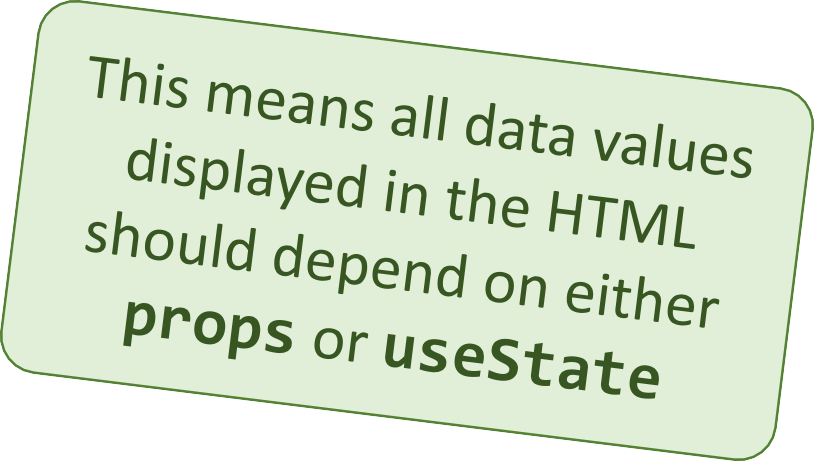 This means all data values
displayed in the HTML
should depend on either
props or useState